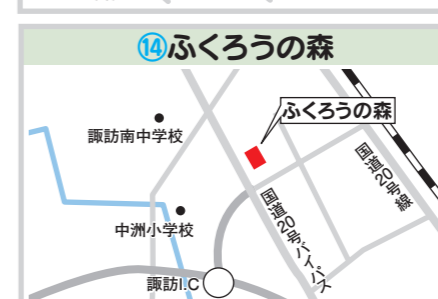 ⑭ふくろうの森
ふくろうの森
諏訪南中学校
国道20号線
国道20号バイパス
中洲小学校
諏訪I.C